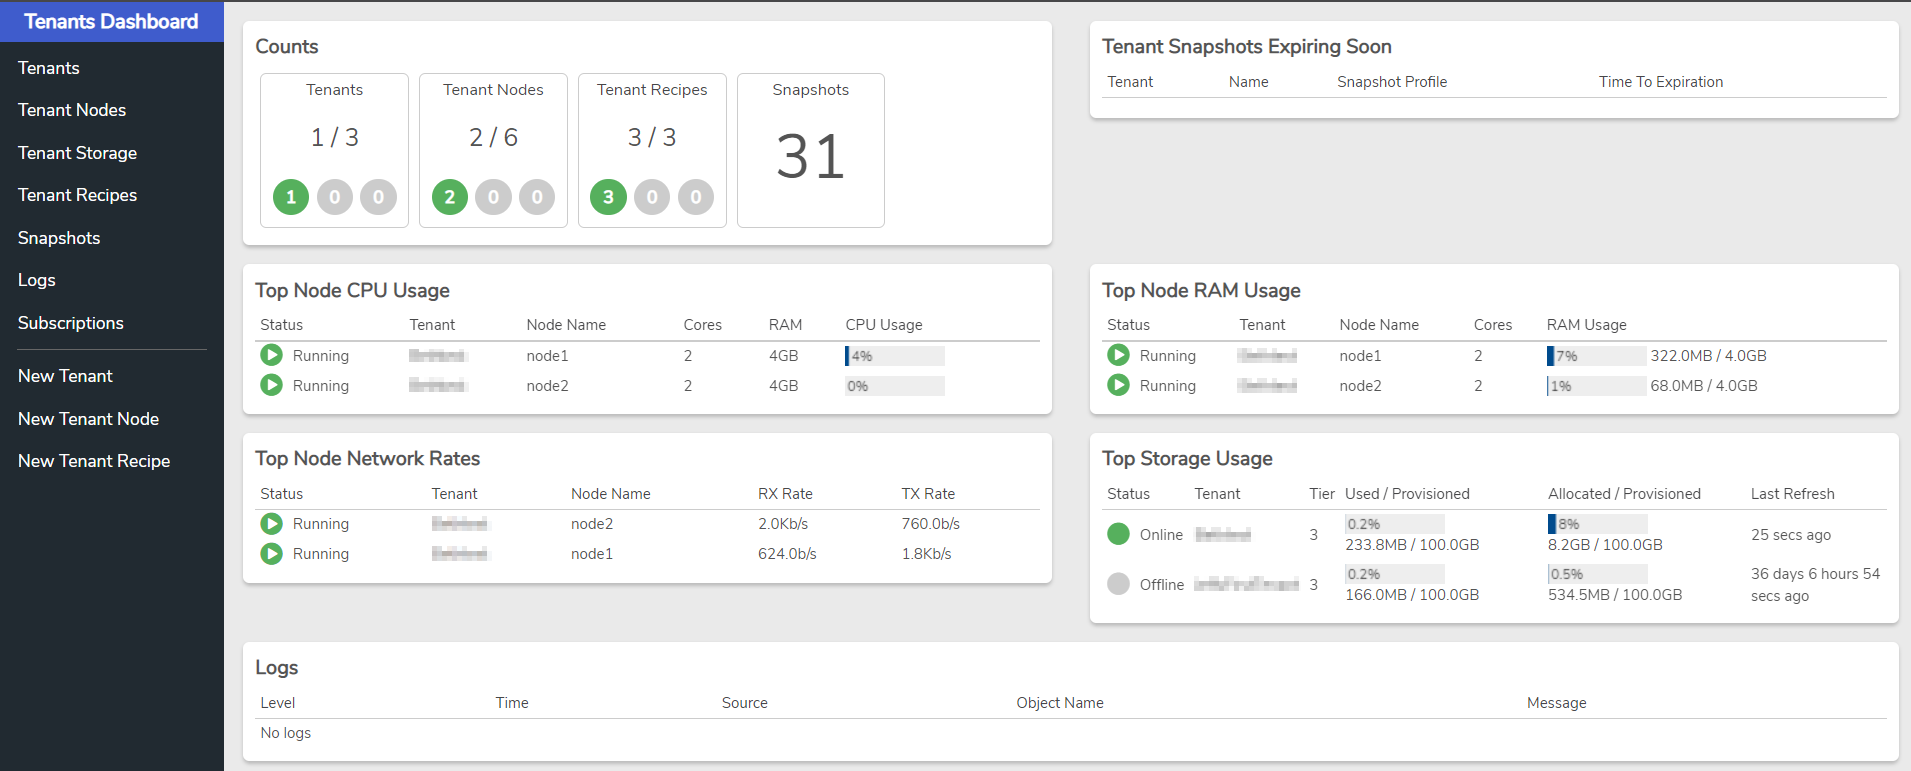 Tenants Dashboard
Tenants
Tenant Nodes
Tenant Storage
Tenant Recipes
Snapshots
Logs
Subscriptions
New Tenant
New Tenant Node
New Tenant Recipe
Counts
Tenants
1 / 3
1 0 0
Tenant Nodes
2 / 6
2 0 0
Tenant Recipes
3 / 3
3 0 0
Snapshots
31
Tenant Snapshots Expiring Soon
Tenant Name Snapshot Profile Time To Expiration
Top Node CPU Usage
Status Tenant Node Name Cores RAM CPU Usage
Running node1 2 4GB 4%
Running node2 2 4GB 0%
Top Node RAM Usage
Status Tenant Node Name Cores RAM Usage
Running node1 2 7% 322.0MB / 4.0GB
Running node2 2 1% 68.0MB / 4.0GB
Top Node Network Rates
Status Tenant Node Name RX Rate TX Rate
Running node2 2.0Kb/s 760.0b/s
Running node1 624.0b/s 1.8Kb/s
Top Storage Usage
Status Tenant Tier Used / Provisioned Allocated / Provisioned Last Refresh
0.2% 8%
Online 3 25 secs ago
233.8MB / 100.0GB 8.2GB / 100.0GB
0.2% 0.5% 36 days 6 hours 54
Offline 3
166.0MB / 100.0GB 534.5MB / 100.0GB secs ago
Logs
Level Time Source Object Name Message
No logs